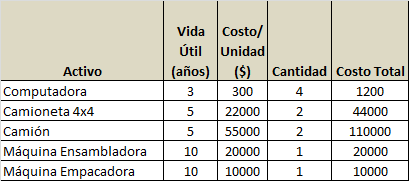 Activo Vida Útil (años) Costo/ Unidad ($) Cantidad Costo Total
Computadora 3 300 4 1200
Camioneta 4x4 5 22000 2 44000
Camión 5 55000 2 110000
Máquina Ensambladora 10 20000 1 20000
Máquina Empacadora 10 10000 1 10000